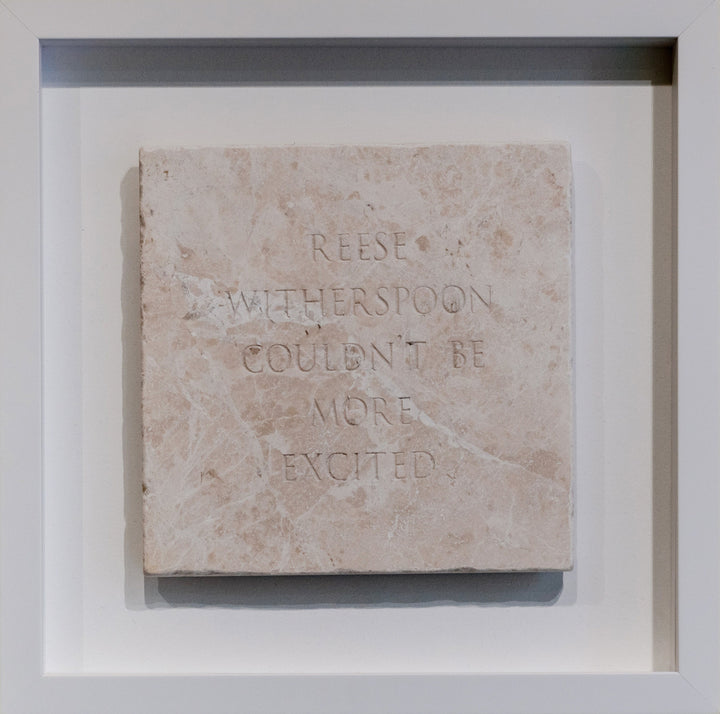 REESE
WITHERSPOON
COULDN'T BE
MORE
EXCITED.